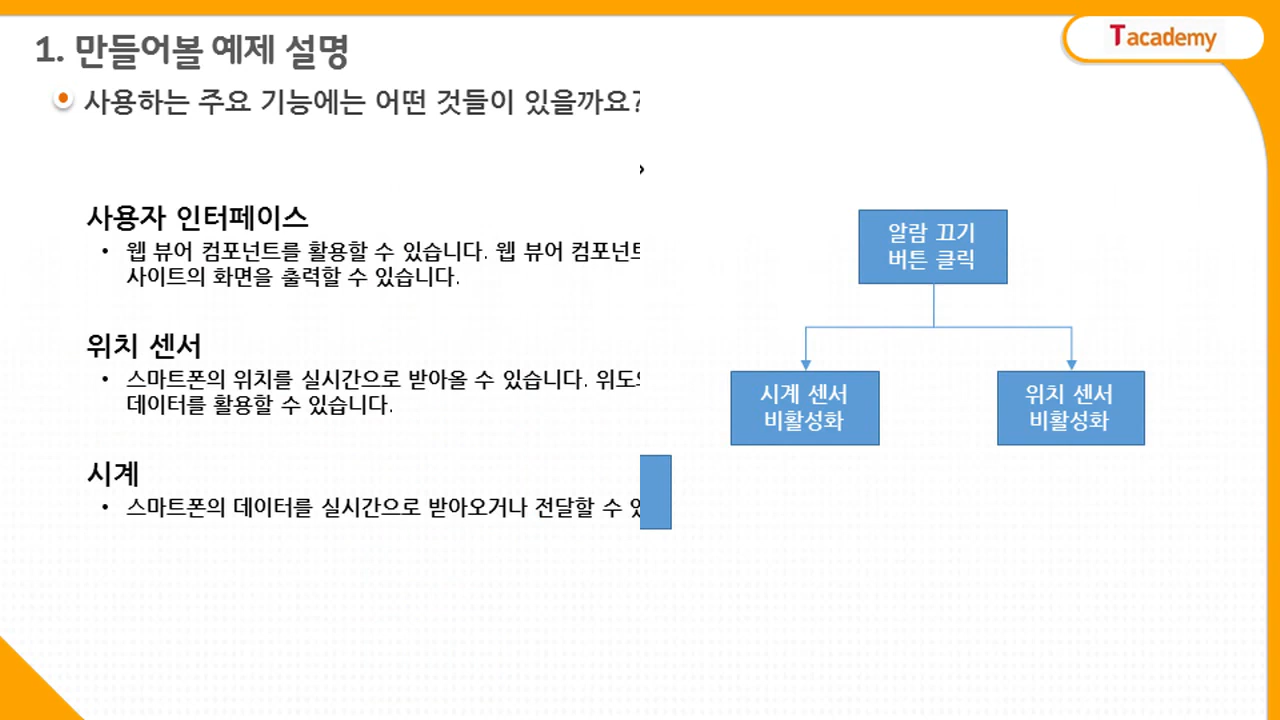 1. 만들어볼 예제 설명
Tacademy
사용하는 주요 기능에는 어떤 것들이 있을까요?
사용자 인터페이스
• 웹 뷰어 컴포넌트를 활용할 수 있습니다. 웹 뷰어 컴포넌트
사이트의 화면을 출력할 수 있습니다.
위치 센서
• 스마트폰의 위치를 실시간으로 받아올 수 있습니다.
데이터를 활용할 수 있습니다.
시계
• 스마트폰의 데이터를 실시간으로 받아오거나 전달할 수
알람 끄기
버튼 클릭
시계 센서
비활성화
위치 센서
비활성화